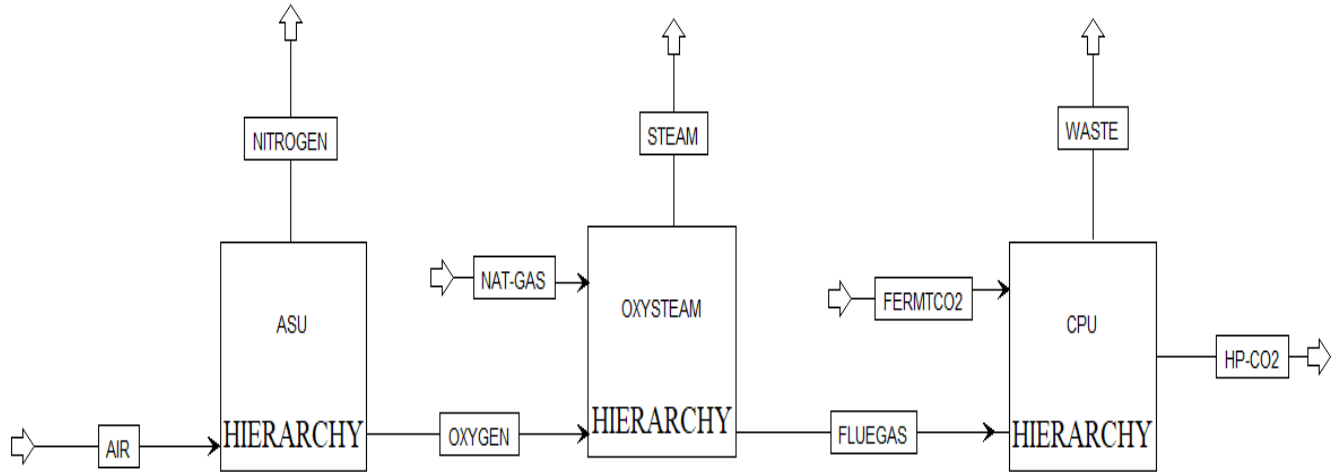 NITROGEN
STEAM
WASTE
NAT-GAS
FERMTCO2
ASU
OXYSTEAM
CPU
HP-CO2
HIERARCHY
HIERARCHY
HIERARCHY
AIR
OXYGEN
FLUEGAS